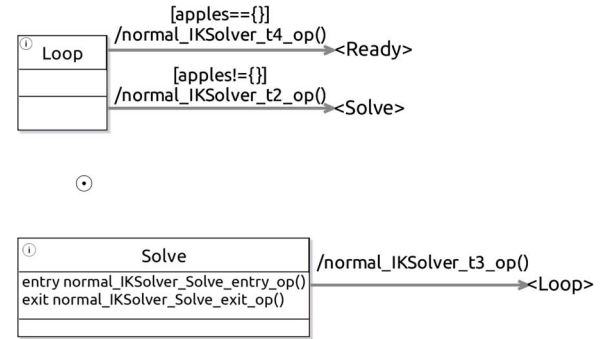 [apples=={}]
/normal_IKSolver_t4_op()
i
Loop
<Ready>
[apples!={}]
/normal_IKSolver_t2_op()
<Solve>
i
Solve
/normal_IKSolver_t3_op()
entry normal_IKSolver_Solve_entry_op()
<Loop>
exit normal_IKSolver_Solve_exit_op()